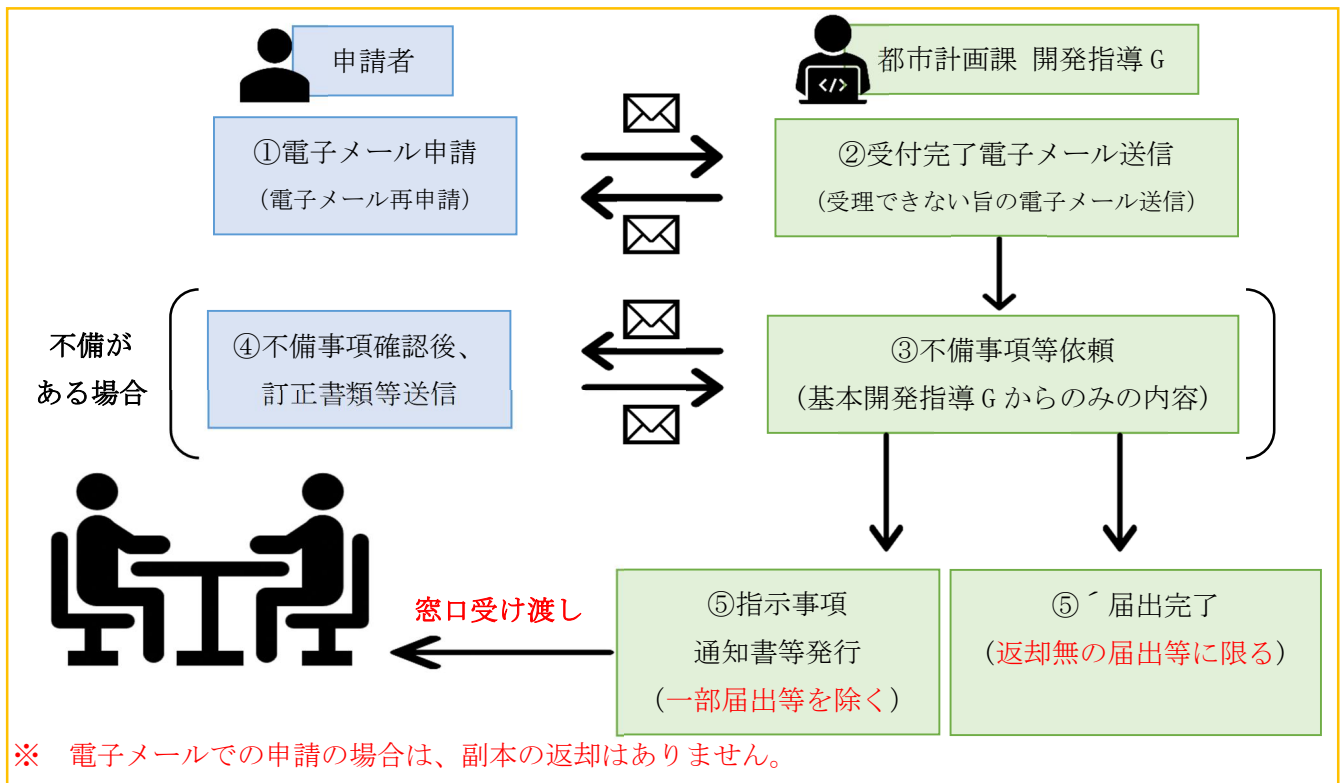 申請者
都市計画課 開発指導G
①電子メール申請
(電子メール再申請)
②受付完了電子メール送信
(受理できない旨の電子メール送信)
不備が
ある場合
④不備事項確認後、
訂正書類等送信
③不備事項等依頼
(基本開発指導Gからのみの内容)
窓口受け渡し
⑤指示事項
通知書等発行
(一部届出等を除く)
⑤´届出完了
(返却無の届出等に限る)
※ 電子メールでの申請の場合は、副本の返却はありません。